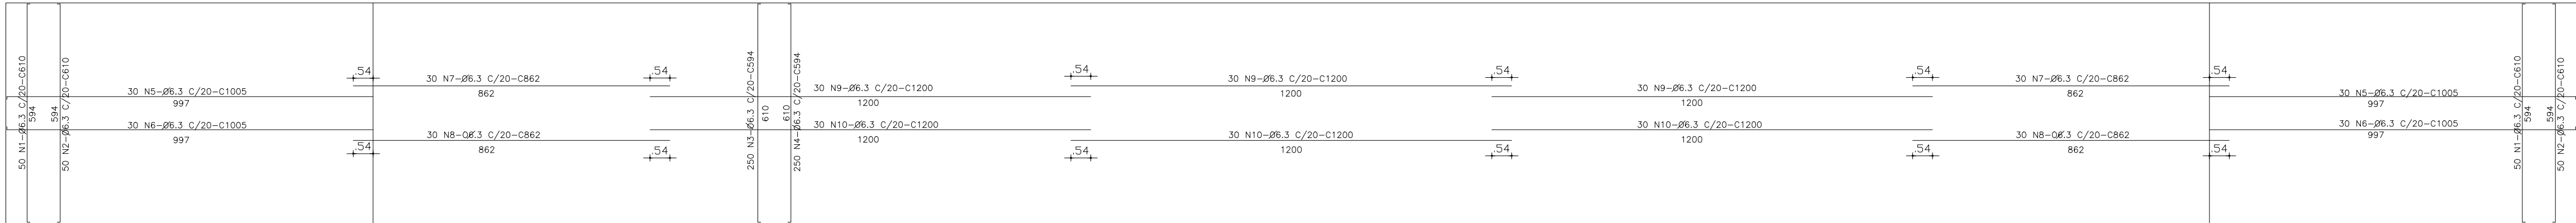 50 N1-Ø6.3 C/20-C610
594
594
50 N2-Ø6.3 C/20-C610
30 N5-Ø6.3 C/20-C1005
997
30 N6-Ø6.3 C/20-C1005
997
.54
30 N7-Ø6.3 C/20-C862
862
.54
30 N8-Ø6.3 C/20-C862
862
.54
.54
250 N3-Ø6.3 C/20-C594
610
610
250 N4-Ø6.3 C/20-C594
30 N9-Ø6.3 C/20-C1200
1200
30 N10-Ø6.3 C/20-C1200
1200
.54
30 N9-Ø6.3 C/20-C1200
1200
.54
30 N10-Ø6.3 C/20-C1200
1200
.54
.54
30 N9-Ø6.3 C/20-C1200
1200
30 N10-Ø6.3 C/20-C1200
1200
.54
30 N7-Ø6.3 C/20-C862
862
.54
30 N8-Ø6.3 C/20-C862
862
.54
.54
30 N5-Ø6.3 C/20-C1005
997
30 N6-Ø6.3 C/20-C1005
997
50 N1-Ø6.3 C/20-C610
594
594
50 N2-Ø6.3 C/20-C610